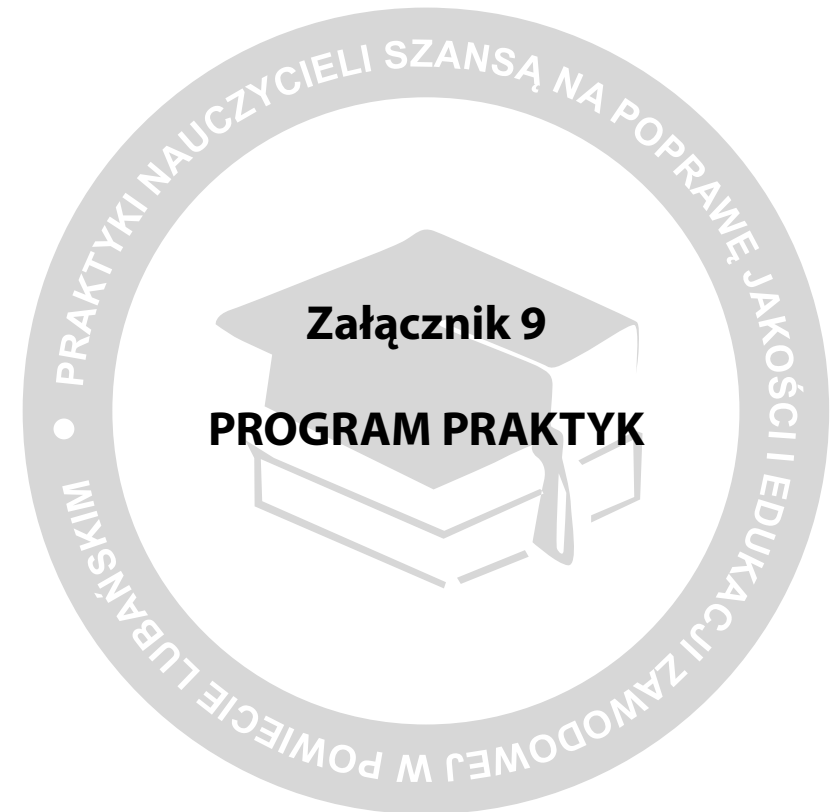 PRAKTYKI NAUCZYCIELI SZANSĄ NA POPRAWĘ JAKOŚCI I EDUKACJI ZAWODOWEJ W POWIECIE LUBAŃSKIM •
Załącznik 9
PROGRAM PRAKTYK